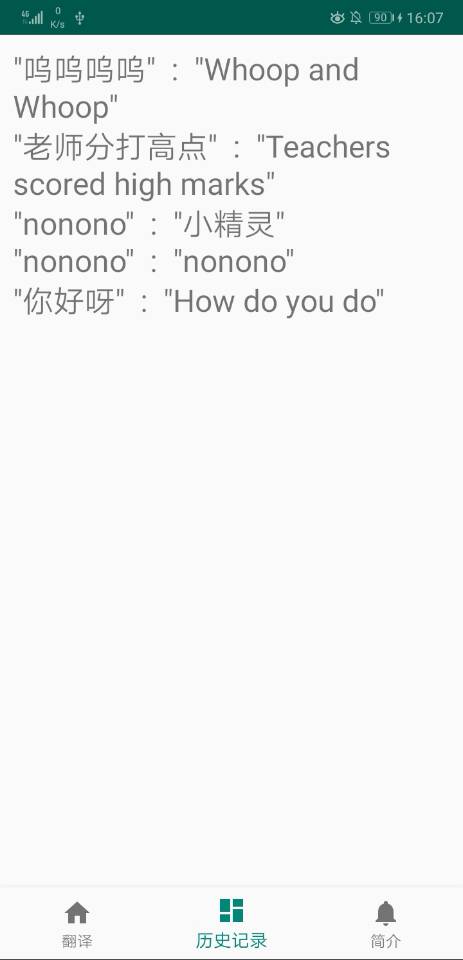 4G 0 K/s 90 16:07
"呜呜呜呜" : "Whoop and
Whoop"
"老师分打高点" : "Teachers
scored high marks"
"nonono" : "小精灵"
"nonono" : "nonono"
"你好呀" : "How do you do"
翻译 历史记录 简介